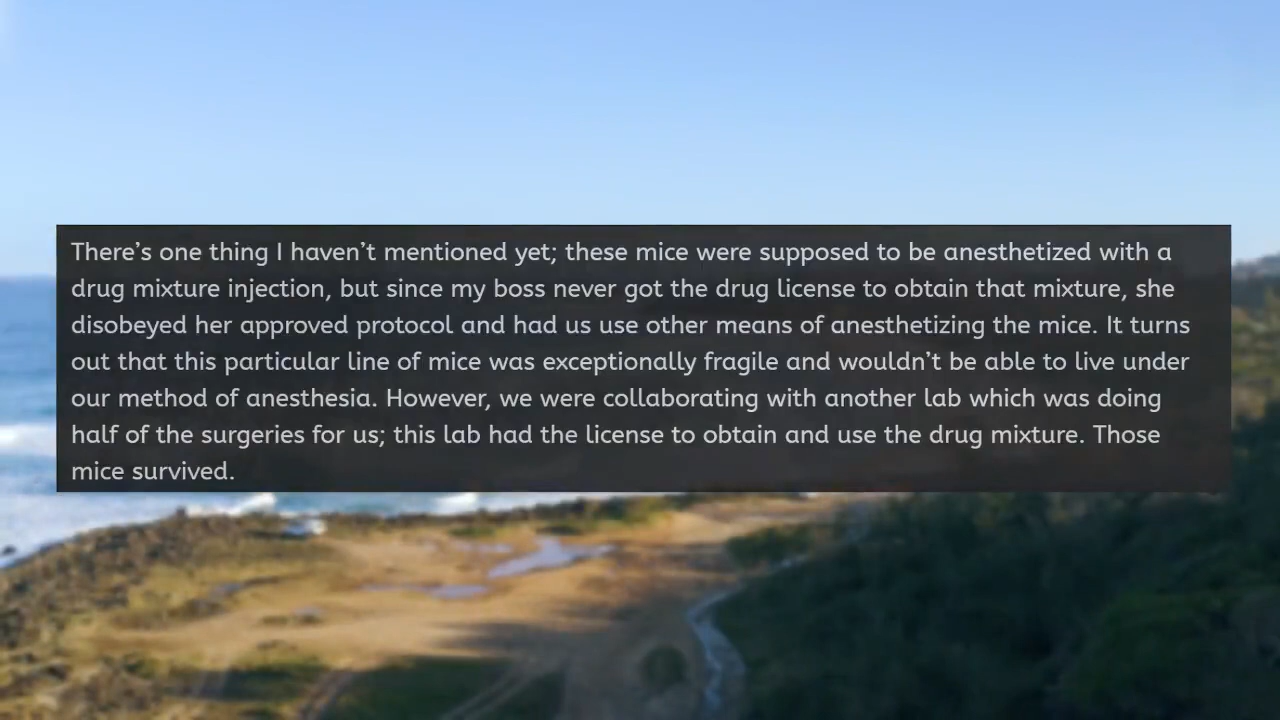 There’s one thing I haven’t mentioned yet; these mice were supposed to be anesthetized with a
drug mixture injection, but since my boss never got the drug license to obtain that mixture, she
disobeyed her approved protocol and had us use other means of anesthetizing the mice. It turns
out that this particular line of mice was exceptionally fragile and wouldn’t be able to live under
our method of anesthesia. However, we were collaborating with another lab which was doing
half of the surgeries for us; this lab had the license to obtain and use the drug mixture. Those
mice survived.